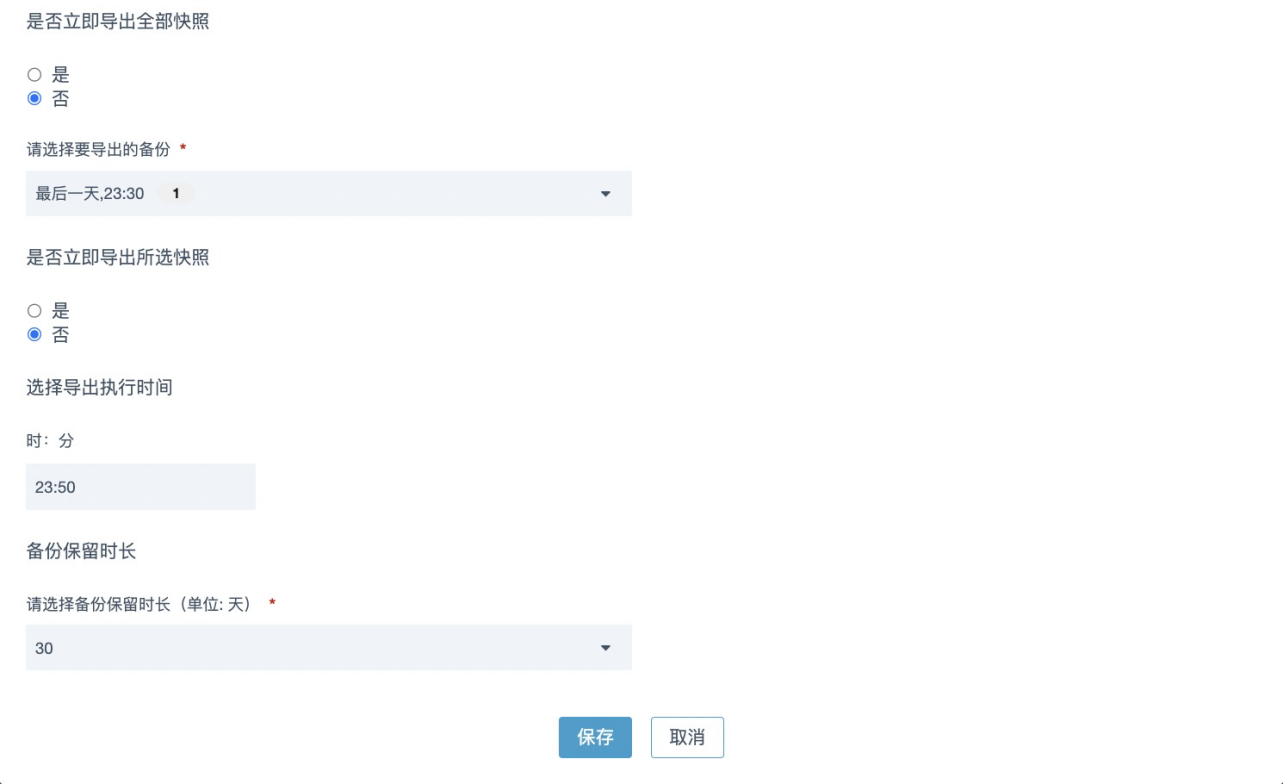 是否立即导出全部快照
是
否
请选择要导出的备份 *
最后一天,23:30 1
是否立即导出所选快照
是
否
选择导出执行时间
时：分
23:50
备份保留时长
请选择备份保留时长（单位: 天） *
30
保存 取消